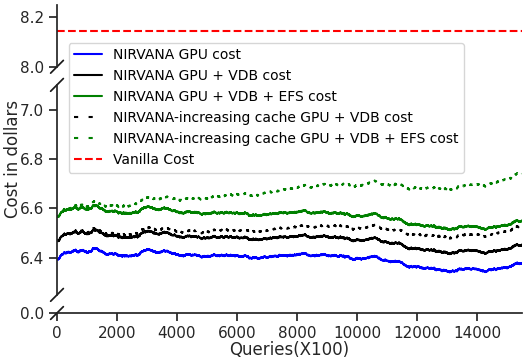 8.2
8.0
7.0
6.8
6.6
6.4
0.0
Cost in dollars
NIRVANA GPU cost
NIRVANA GPU + VDB cost
NIRVANA GPU + VDB + EFS cost
NIRVANA-increasing cache GPU + VDB cost
NIRVANA-increasing cache GPU + VDB + EFS cost
Vanilla Cost
0 2000 4000 6000 8000 10000 12000 14000
Queries(X100)